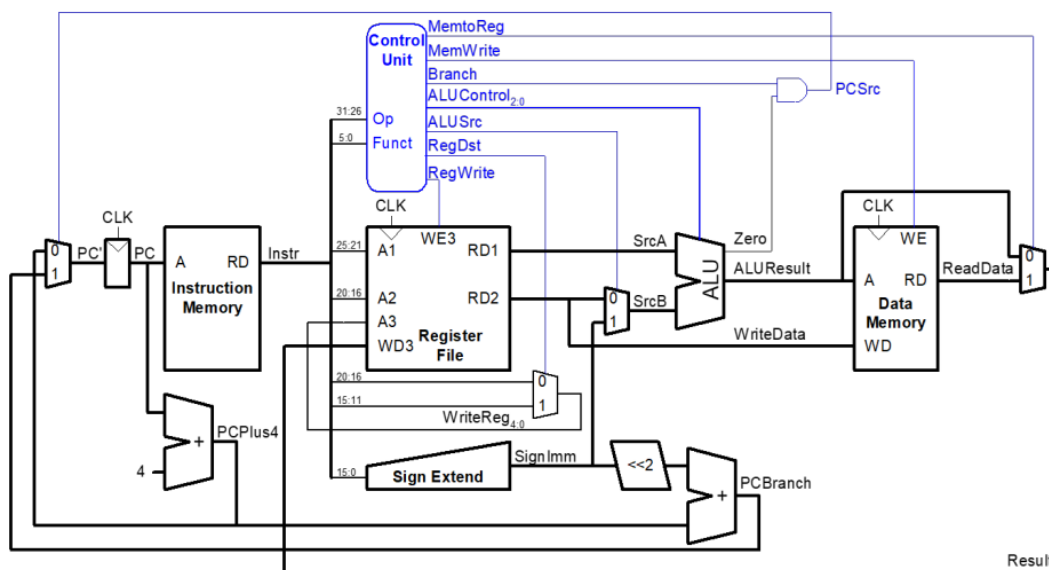 MemtoReg
Control Unit
MemWrite
Branch
ALUControl2:0
PCSrc
31:26
Op
ALUSrc
5:0
Funct
RegDst
RegWrite
CLK
CLK
CLK
0
1
PC'
PC
A
RD
Instruction Memory
Instr
25:21
A1
WE3
RD1
SrcA
Zero
WE
0
1
20:16
A2
RD2
0
1
SrcB
ALU
ALUResult
A
RD
ReadData
A3
Data Memory
WD3
Register File
WriteData
WD
20:16
0
15:11
1
WriteReg4:0
PCPlus4
+
4
15:0
Sign Extend
SignImm
<<2
+
PCBranch
Result